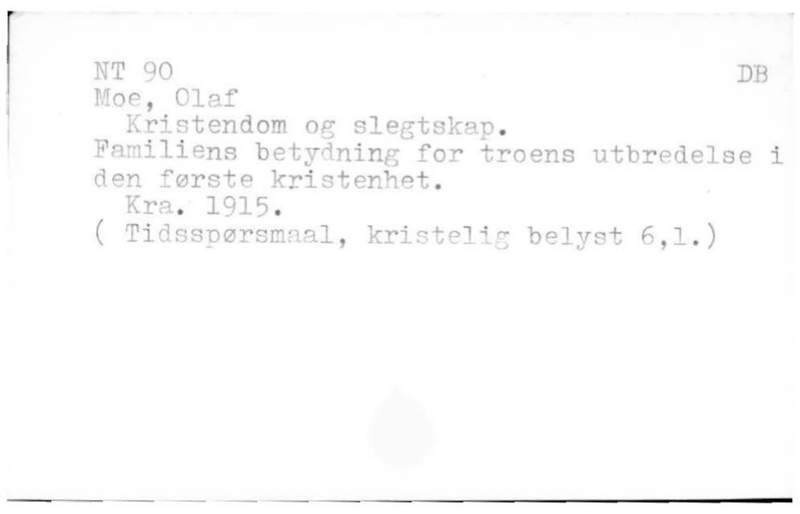 NT 90 DB
Moe, Olaf
Kristendom og slegtskap.
Familiens betydning for troens utbredelse i
den første kristenhet.
Kra. 1915.
( Tidsspørsmaal, kristelig belyst 6,1.)